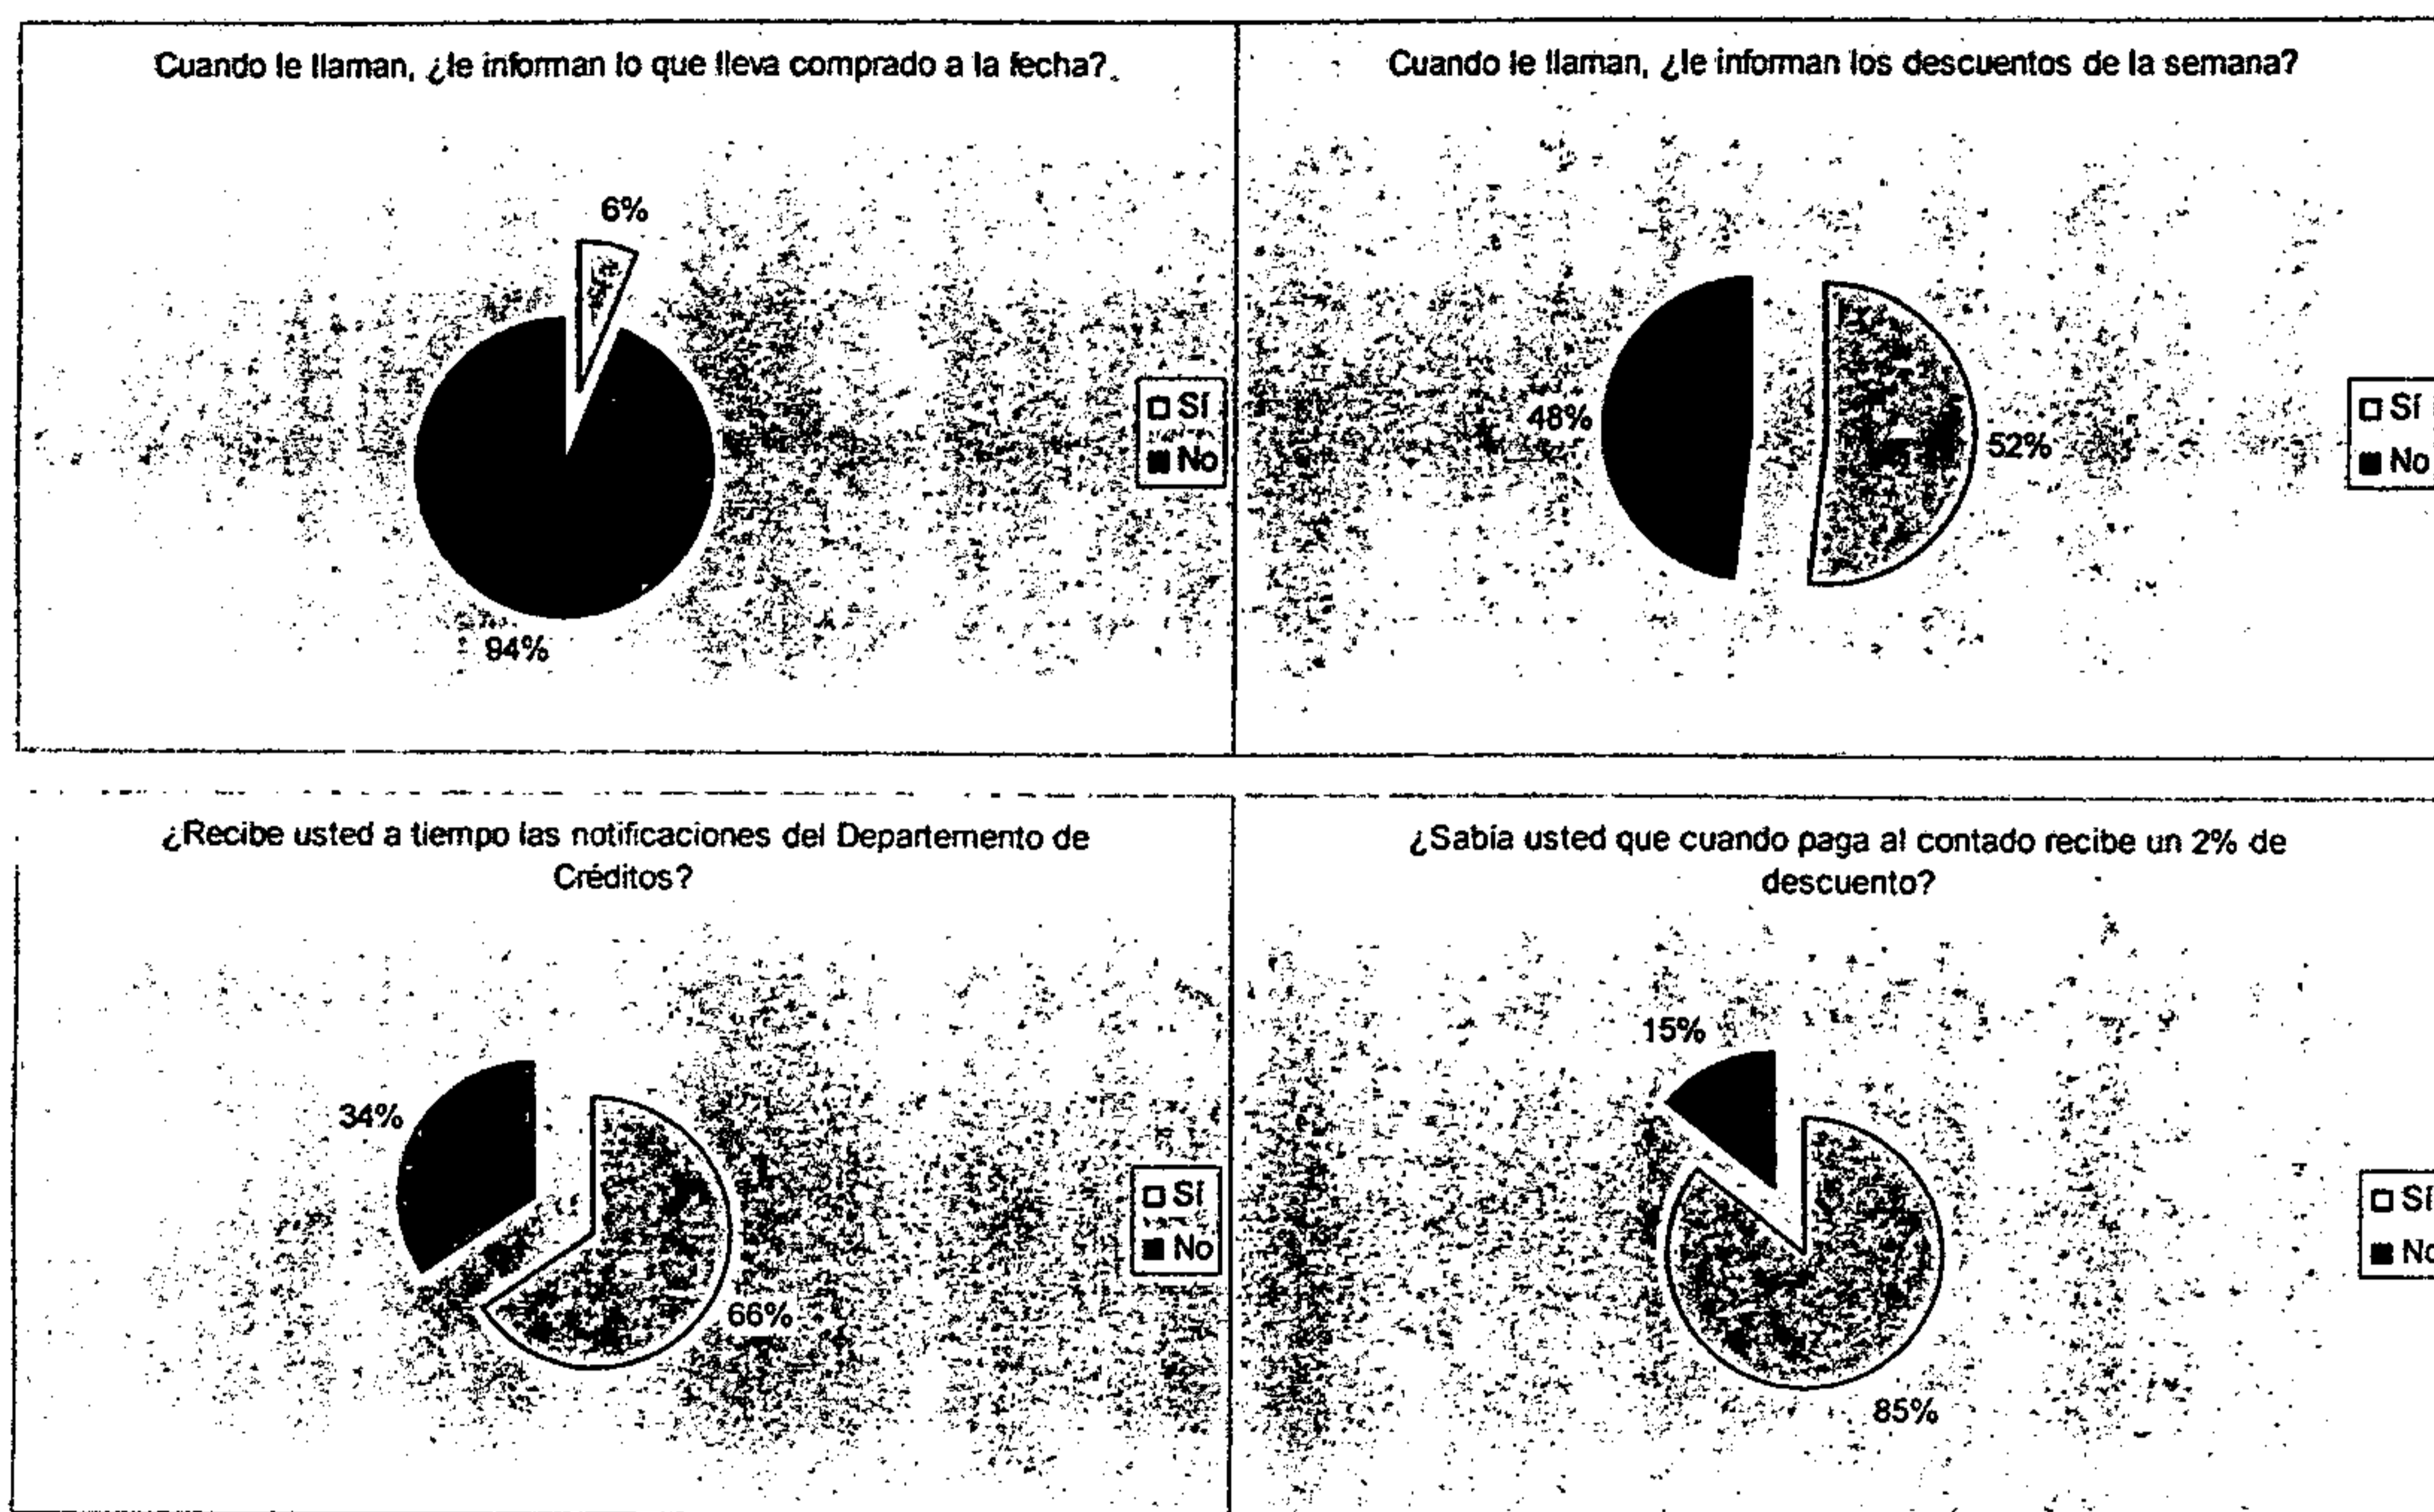 Cuando le llaman, ¿le informan lo que lleva comprado a la fecha?
6%
94%
Sí
No
Cuando le llaman, ¿le informan los descuentos de la semana?
48%
52%
Sí
No
¿Recibe usted a tiempo las notificaciones del Departemento de
Créditos?
34%
66%
Sí
No
¿Sabía usted que cuando paga al contado recibe un 2% de
descuento?
15%
85%
Sí
No